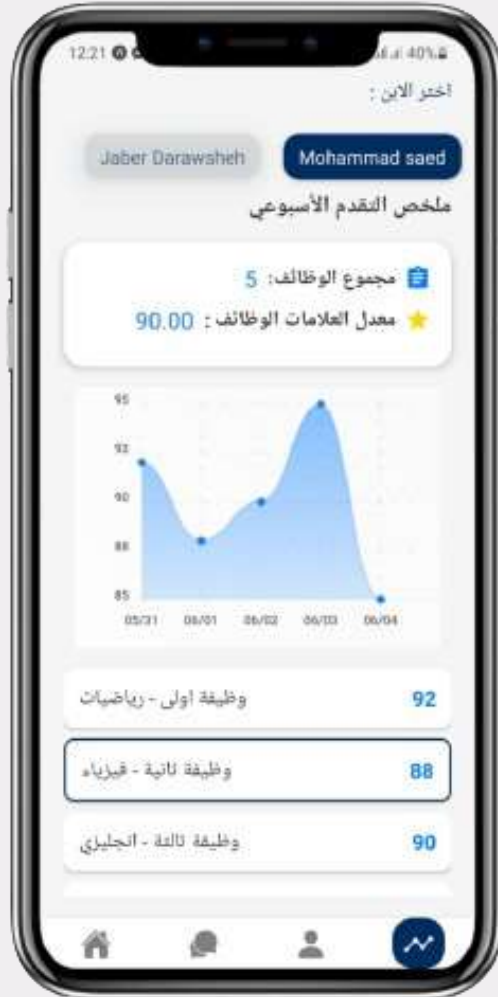 12:21
40%
اختر الابن :
Mohammad saed
Jaber Darawsheh
ملخص التقدم الأسبوعي
مجموع الوظائف: 5
معدل العلامات الوظائف : 90.00
95
93
90
88
85
05/31 06/01 06/02 06/03 06/04
وظيفة اولى - رياضيات
92
وظيفة ثانية - فيزياء
88
وظيفة ثالثة - انجليزي
90